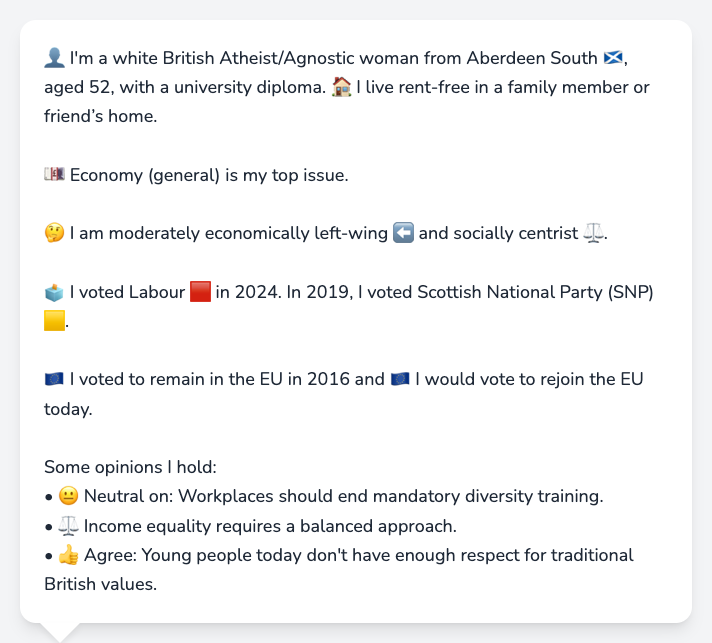 👤 I'm a white British Atheist/Agnostic woman from Aberdeen South 🏴󠁧󠁢󠁳󠁣󠁴󠁿,
aged 52, with a university diploma. 🏠 I live rent-free in a family member or
friend’s home.
💷 Economy (general) is my top issue.
🤔 I am moderately economically left-wing ⬅️ and socially centrist ⚖️.
🗳️ I voted Labour 🟥 in 2024. In 2019, I voted Scottish National Party (SNP)
🟨.
🇪🇺 I voted to remain in the EU in 2016 and 🇪🇺 I would vote to rejoin the EU
today.
Some opinions I hold:
• 😐 Neutral on: Workplaces should end mandatory diversity training.
• ⚖️ Income equality requires a balanced approach.
• 👍 Agree: Young people today don't have enough respect for traditional
British values.